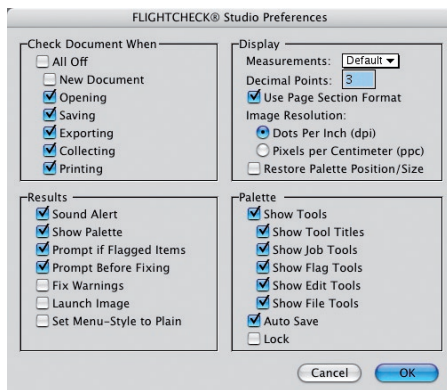 FLIGHTCHECK® Studio Preferences
Check Document When
All Off
New Document
Opening
Saving
Exporting
Collecting
Printing
Display
Measurements: Default
Decimal Points: 3
Use Page Section Format
Image Resolution:
Dots Per Inch (dpi)
Pixels per Centimeter (ppc)
Restore Palette Position/Size
Results
Sound Alert
Show Palette
Prompt if Flagged Items
Prompt Before Fixing
Fix Warnings
Launch Image
Set Menu-Style to Plain
Palette
Show Tools
Show Tool Titles
Show Job Tools
Show Flag Tools
Show Edit Tools
Show File Tools
Auto Save
Lock
Cancel OK